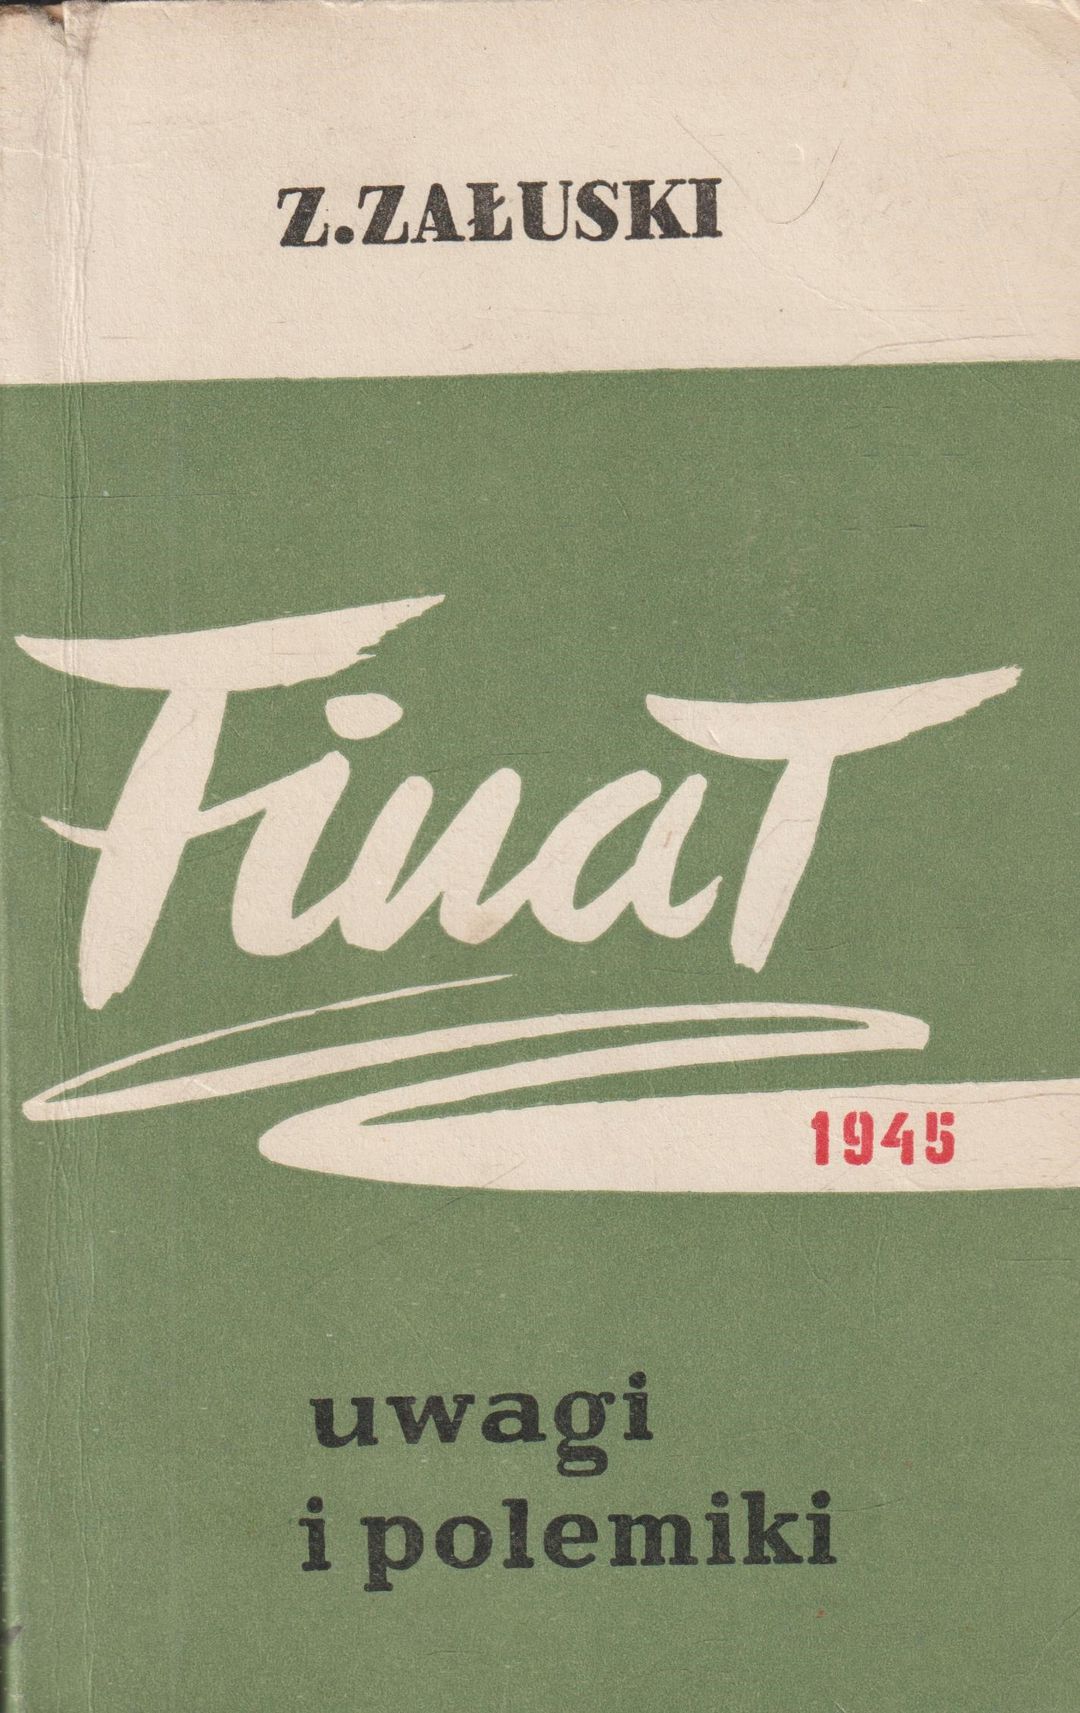 Z. ZAŁUSKI
Finał
1945
uwagi
i polemiki